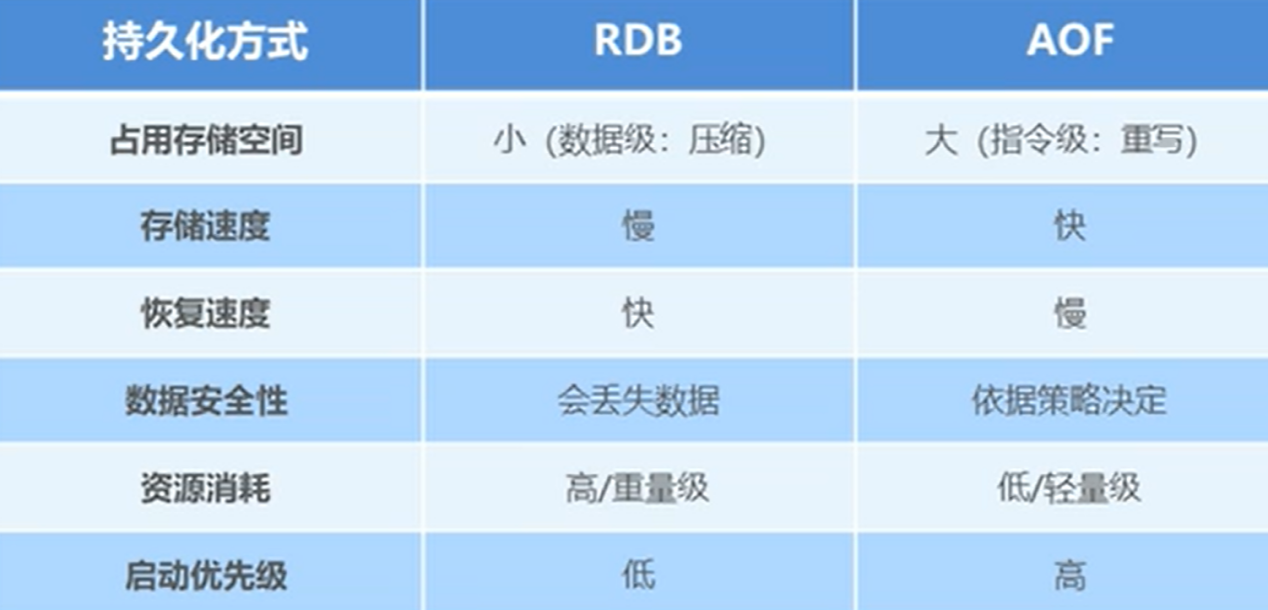 持久化方式 RDB AOF
占用存储空间 小 (数据级：压缩) 大 (指令级：重写)
存储速度 慢 快
恢复速度 快 慢
数据安全性 会丢失数据 依据策略决定
资源消耗 高/重量级 低/轻量级
启动优先级 低 高